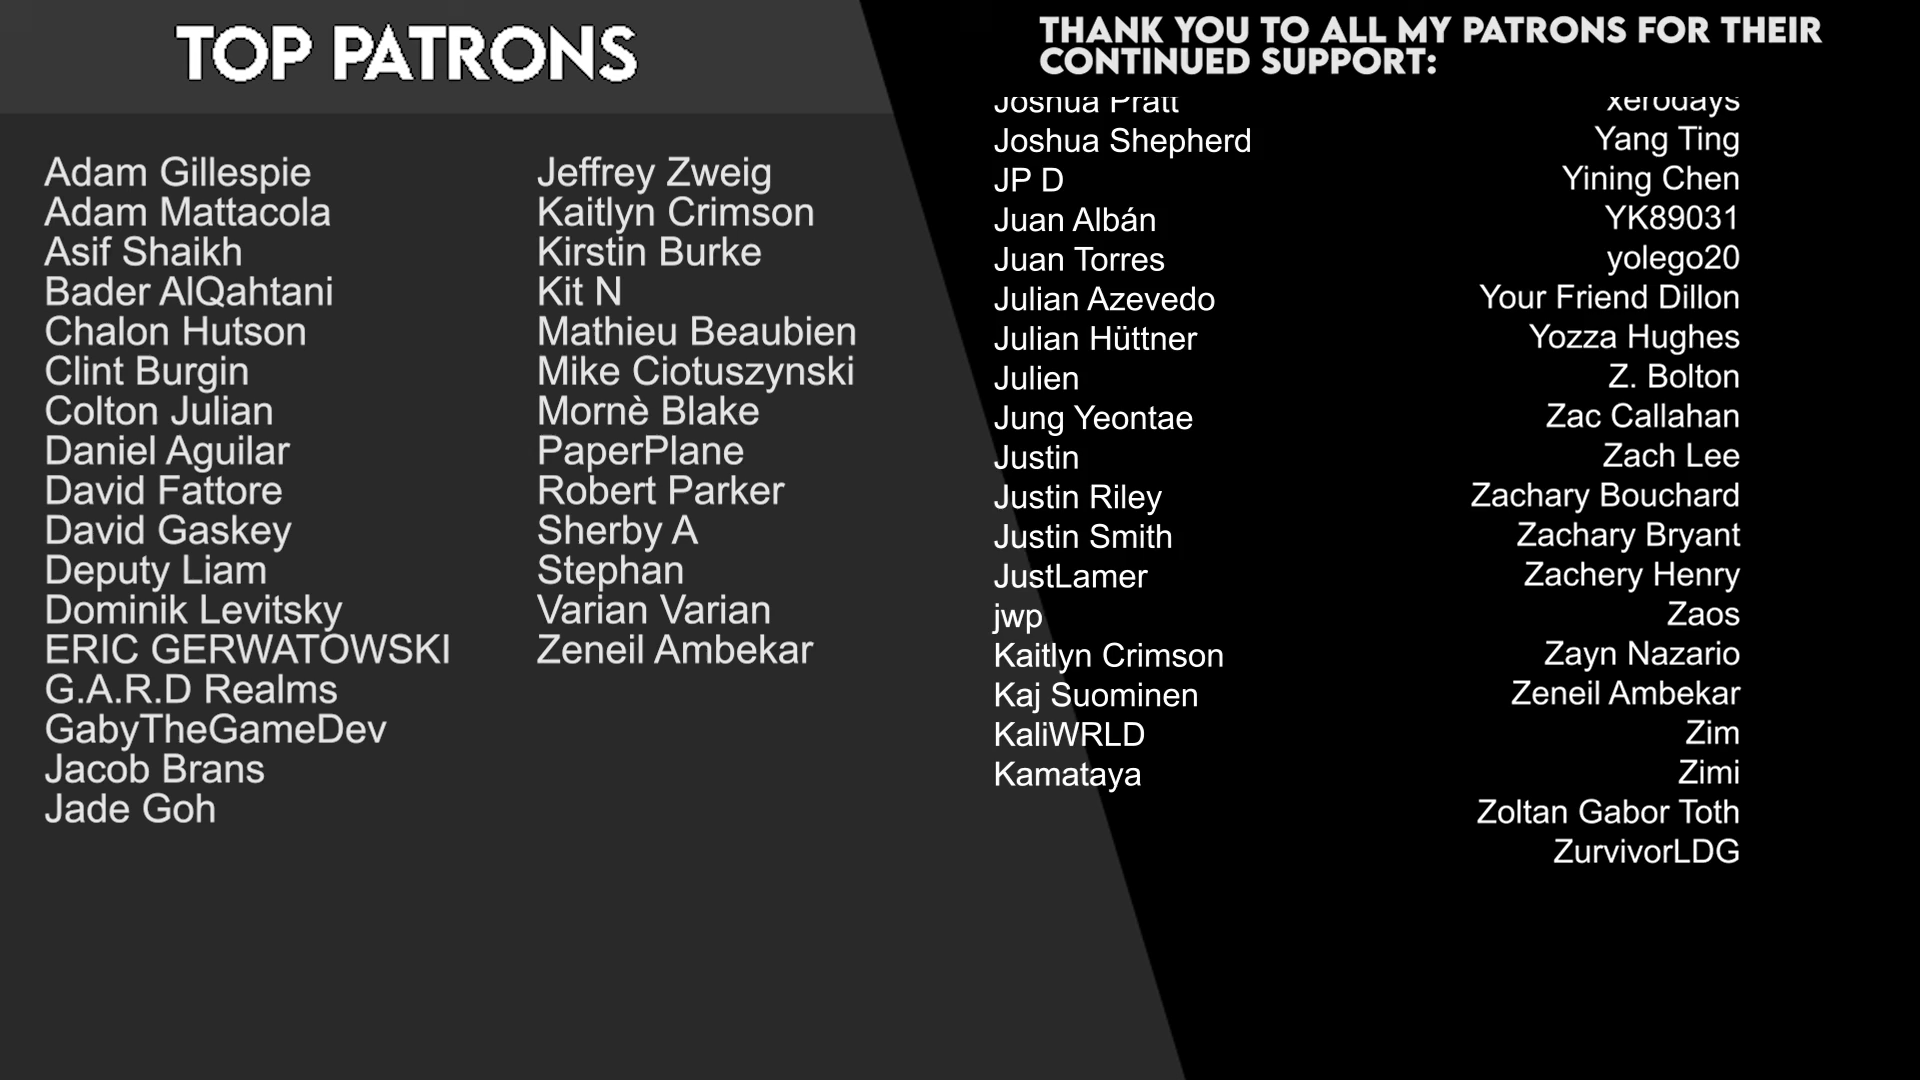 TOP PATRONS
Adam Gillespie
Adam Mattacola
Asif Shaikh
Bader AlQahtani
Chalon Hutson
Clint Burgin
Colton Julian
Daniel Aguilar
David Fattore
David Gaskey
Deputy Liam
Dominik Levitsky
ERIC GERWATOWSKI
G.A.R.D Realms
GabyTheGameDev
Jacob Brans
Jade Goh
Jeffrey Zweig
Kaitlyn Crimson
Kirstin Burke
Kit N
Mathieu Beaubien
Mike Ciotuszynski
Mornè Blake
PaperPlane
Robert Parker
Sherby A
Stephan
Varian Varian
Zeneil Ambekar
THANK YOU TO ALL MY PATRONS FOR THEIR
CONTINUED SUPPORT:
Joshua Pratt
Joshua Shepherd
JP D
Juan Albán
Juan Torres
Julian Azevedo
Julian Hüttner
Julien
Jung Yeontae
Justin
Justin Riley
Justin Smith
JustLamer
jwp
Kaitlyn Crimson
Kaj Suominen
KaliWRLD
Kamataya
xerodays
Yang Ting
Yining Chen
YK89031
yolego20
Your Friend Dillon
Yozza Hughes
Z. Bolton
Zac Callahan
Zach Lee
Zachary Bouchard
Zachary Bryant
Zachery Henry
Zaos
Zayn Nazario
Zeneil Ambekar
Zim
Zimi
Zoltan Gabor Toth
ZurvivorLDG